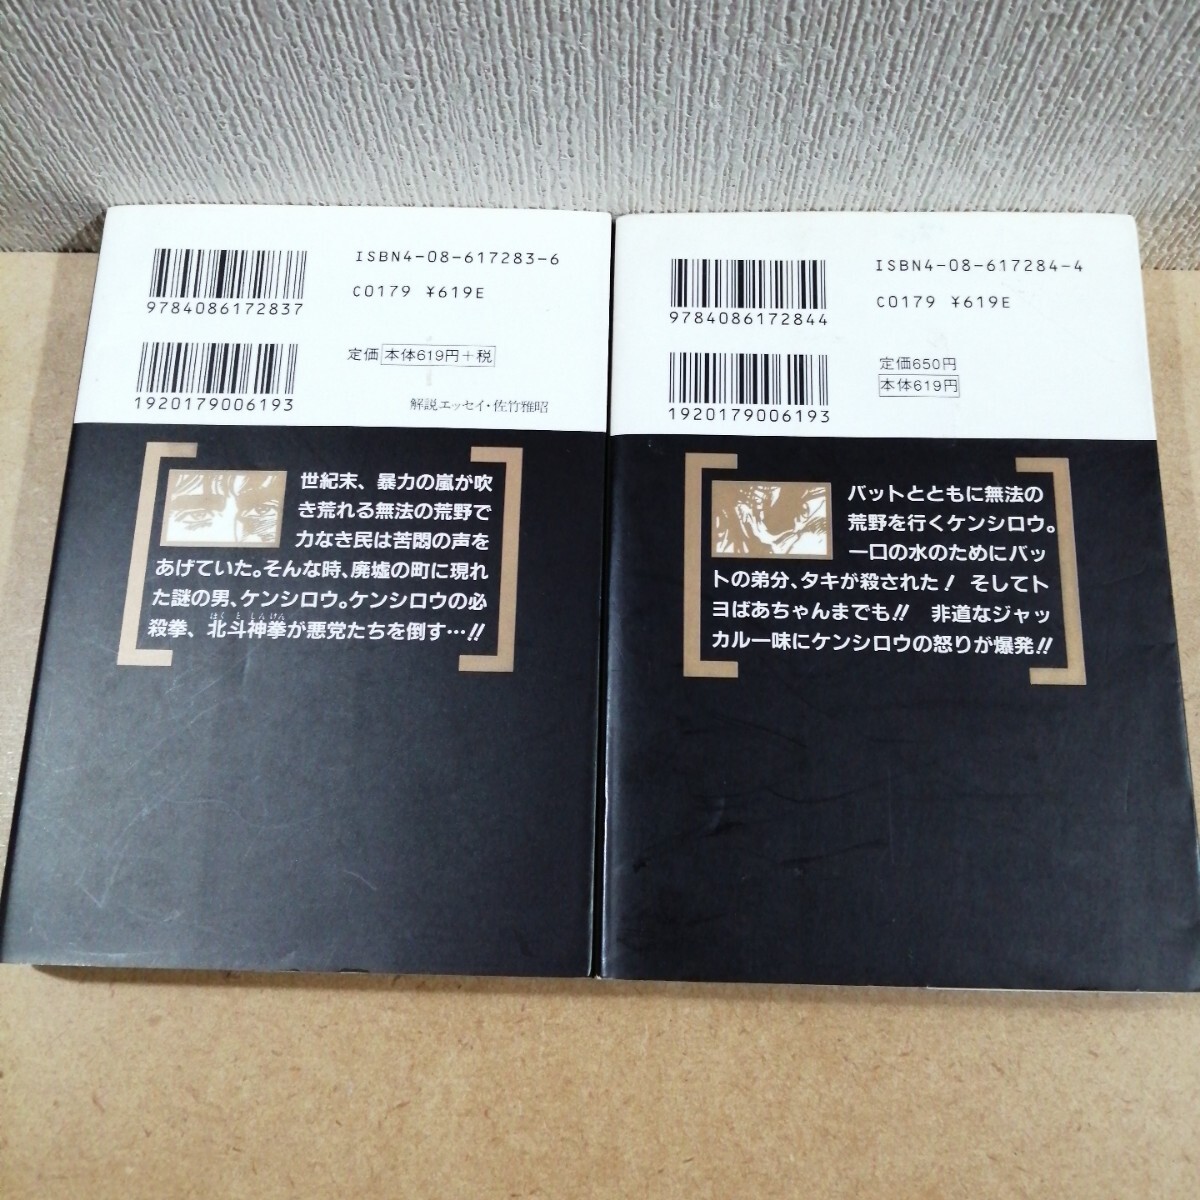 ISBN4-08-617283-6
C0179 ¥619E
9784086172837
定価 本体619円+税
1920179006193
解説エッセイ・佐竹雅昭
世紀末、暴力の嵐が吹
き荒れる無法の荒野で
力なき民は苦悶の声を
あげていた。そんな時、廃墟の町に現れ
た謎の男、ケンシロウ。ケンシロウの必
ほくとしんけん
殺拳、北斗神拳が悪党たちを倒す…!!
ISBN4-08-617284-4
C0179 ¥619E
9784086172844
定価650円
本体619円
1920179006193
バットとともに無法の
荒野を行くケンシロウ。
一口の水のためにバッ
トの弟分、タキが殺された! そしてト
ヨばあちゃんまでも!! 非道なジャッ
カル一味にケンシロウの怒りが爆発!!